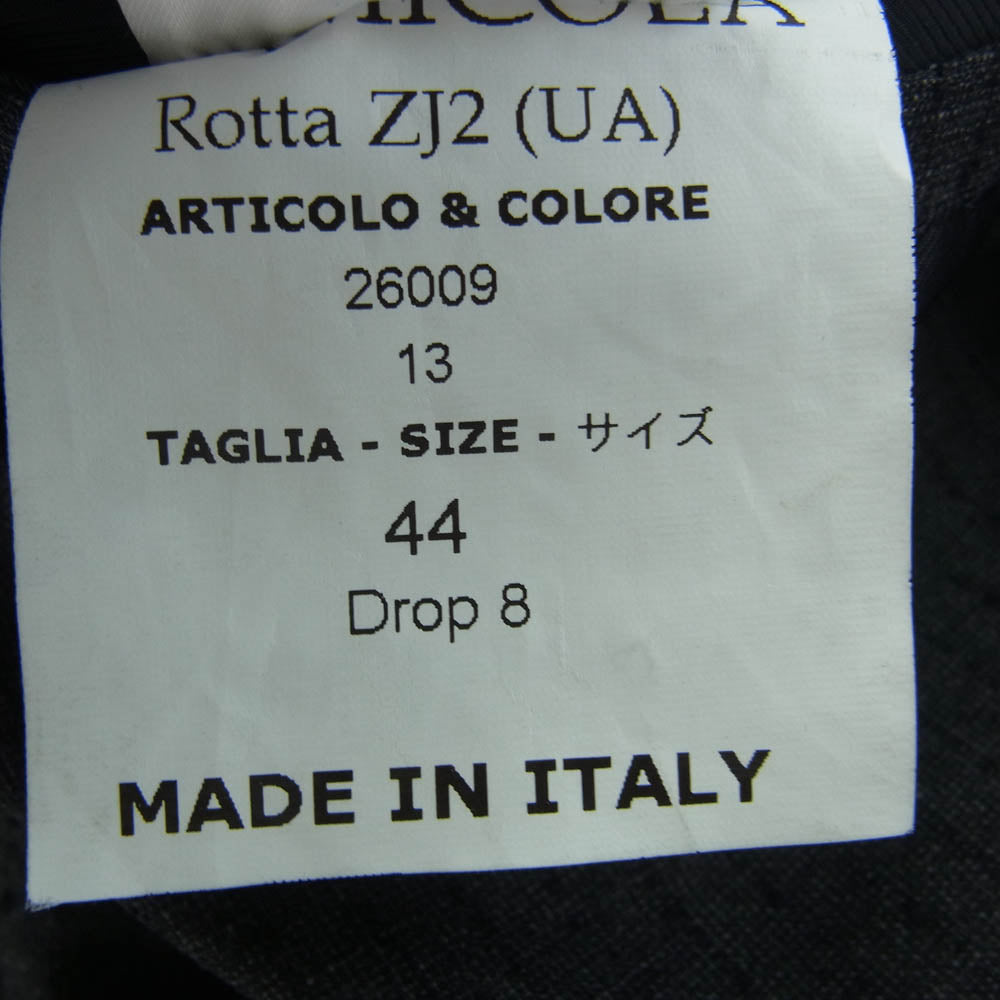 Rotta ZJ2 (UA)
ARTICOLO & COLORE
26009
13
TAGLIA - SIZE - サイズ
44
Drop 8
MADE IN ITALY